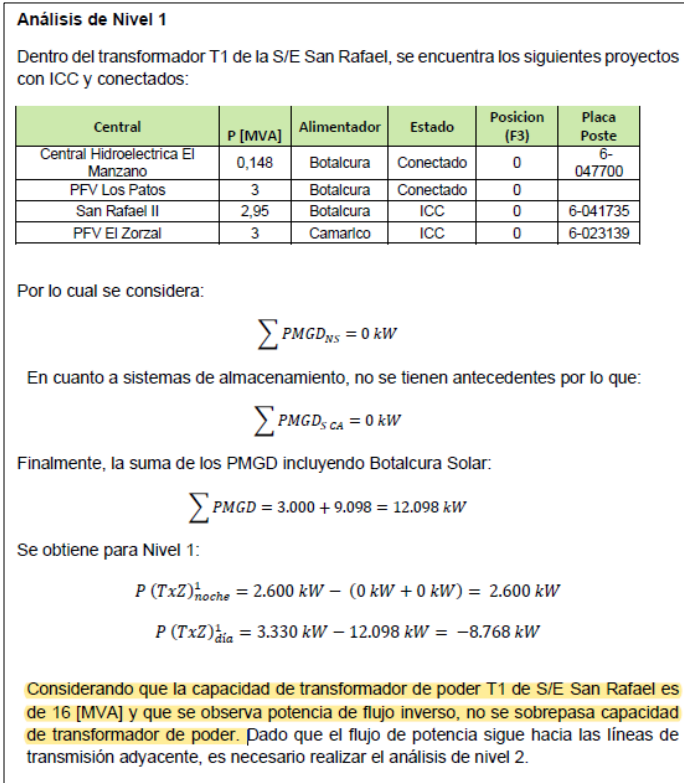 Análisis de Nivel 1
Dentro del transformador T1 de la S/E San Rafael, se encuentra los siguientes proyectos
con ICC y conectados:
Central P [MVA] Alimentador Estado Posicion (F3) Placa Poste
Central Hidroelectrica El Manzano 0,148 Botalcura Conectado 0 6-047700
PFV Los Patos 3 Botalcura Conectado 0
San Rafael II 2,95 Botalcura ICC 0 6-041735
PFV El Zorzal 3 Camarico ICC 0 6-023139
Por lo cual se considera:
∑ PMGD_NS = 0 kW
En cuanto a sistemas de almacenamiento, no se tienen antecedentes por lo que:
∑ PMGD_S CA = 0 kW
Finalmente, la suma de los PMGD incluyendo Botalcura Solar:
∑ PMGD = 3.000 + 9.098 = 12.098 kW
Se obtiene para Nivel 1:
P (TxZ)¹_noche = 2.600 kW − (0 kW + 0 kW) = 2.600 kW
P (TxZ)¹_día = 3.330 kW − 12.098 kW = −8.768 kW
Considerando que la capacidad de transformador de poder T1 de S/E San Rafael es
de 16 [MVA] y que se observa potencia de flujo inverso, no se sobrepasa capacidad
de transformador de poder. Dado que el flujo de potencia sigue hacia las líneas de
transmisión adyacente, es necesario realizar el análisis de nivel 2.